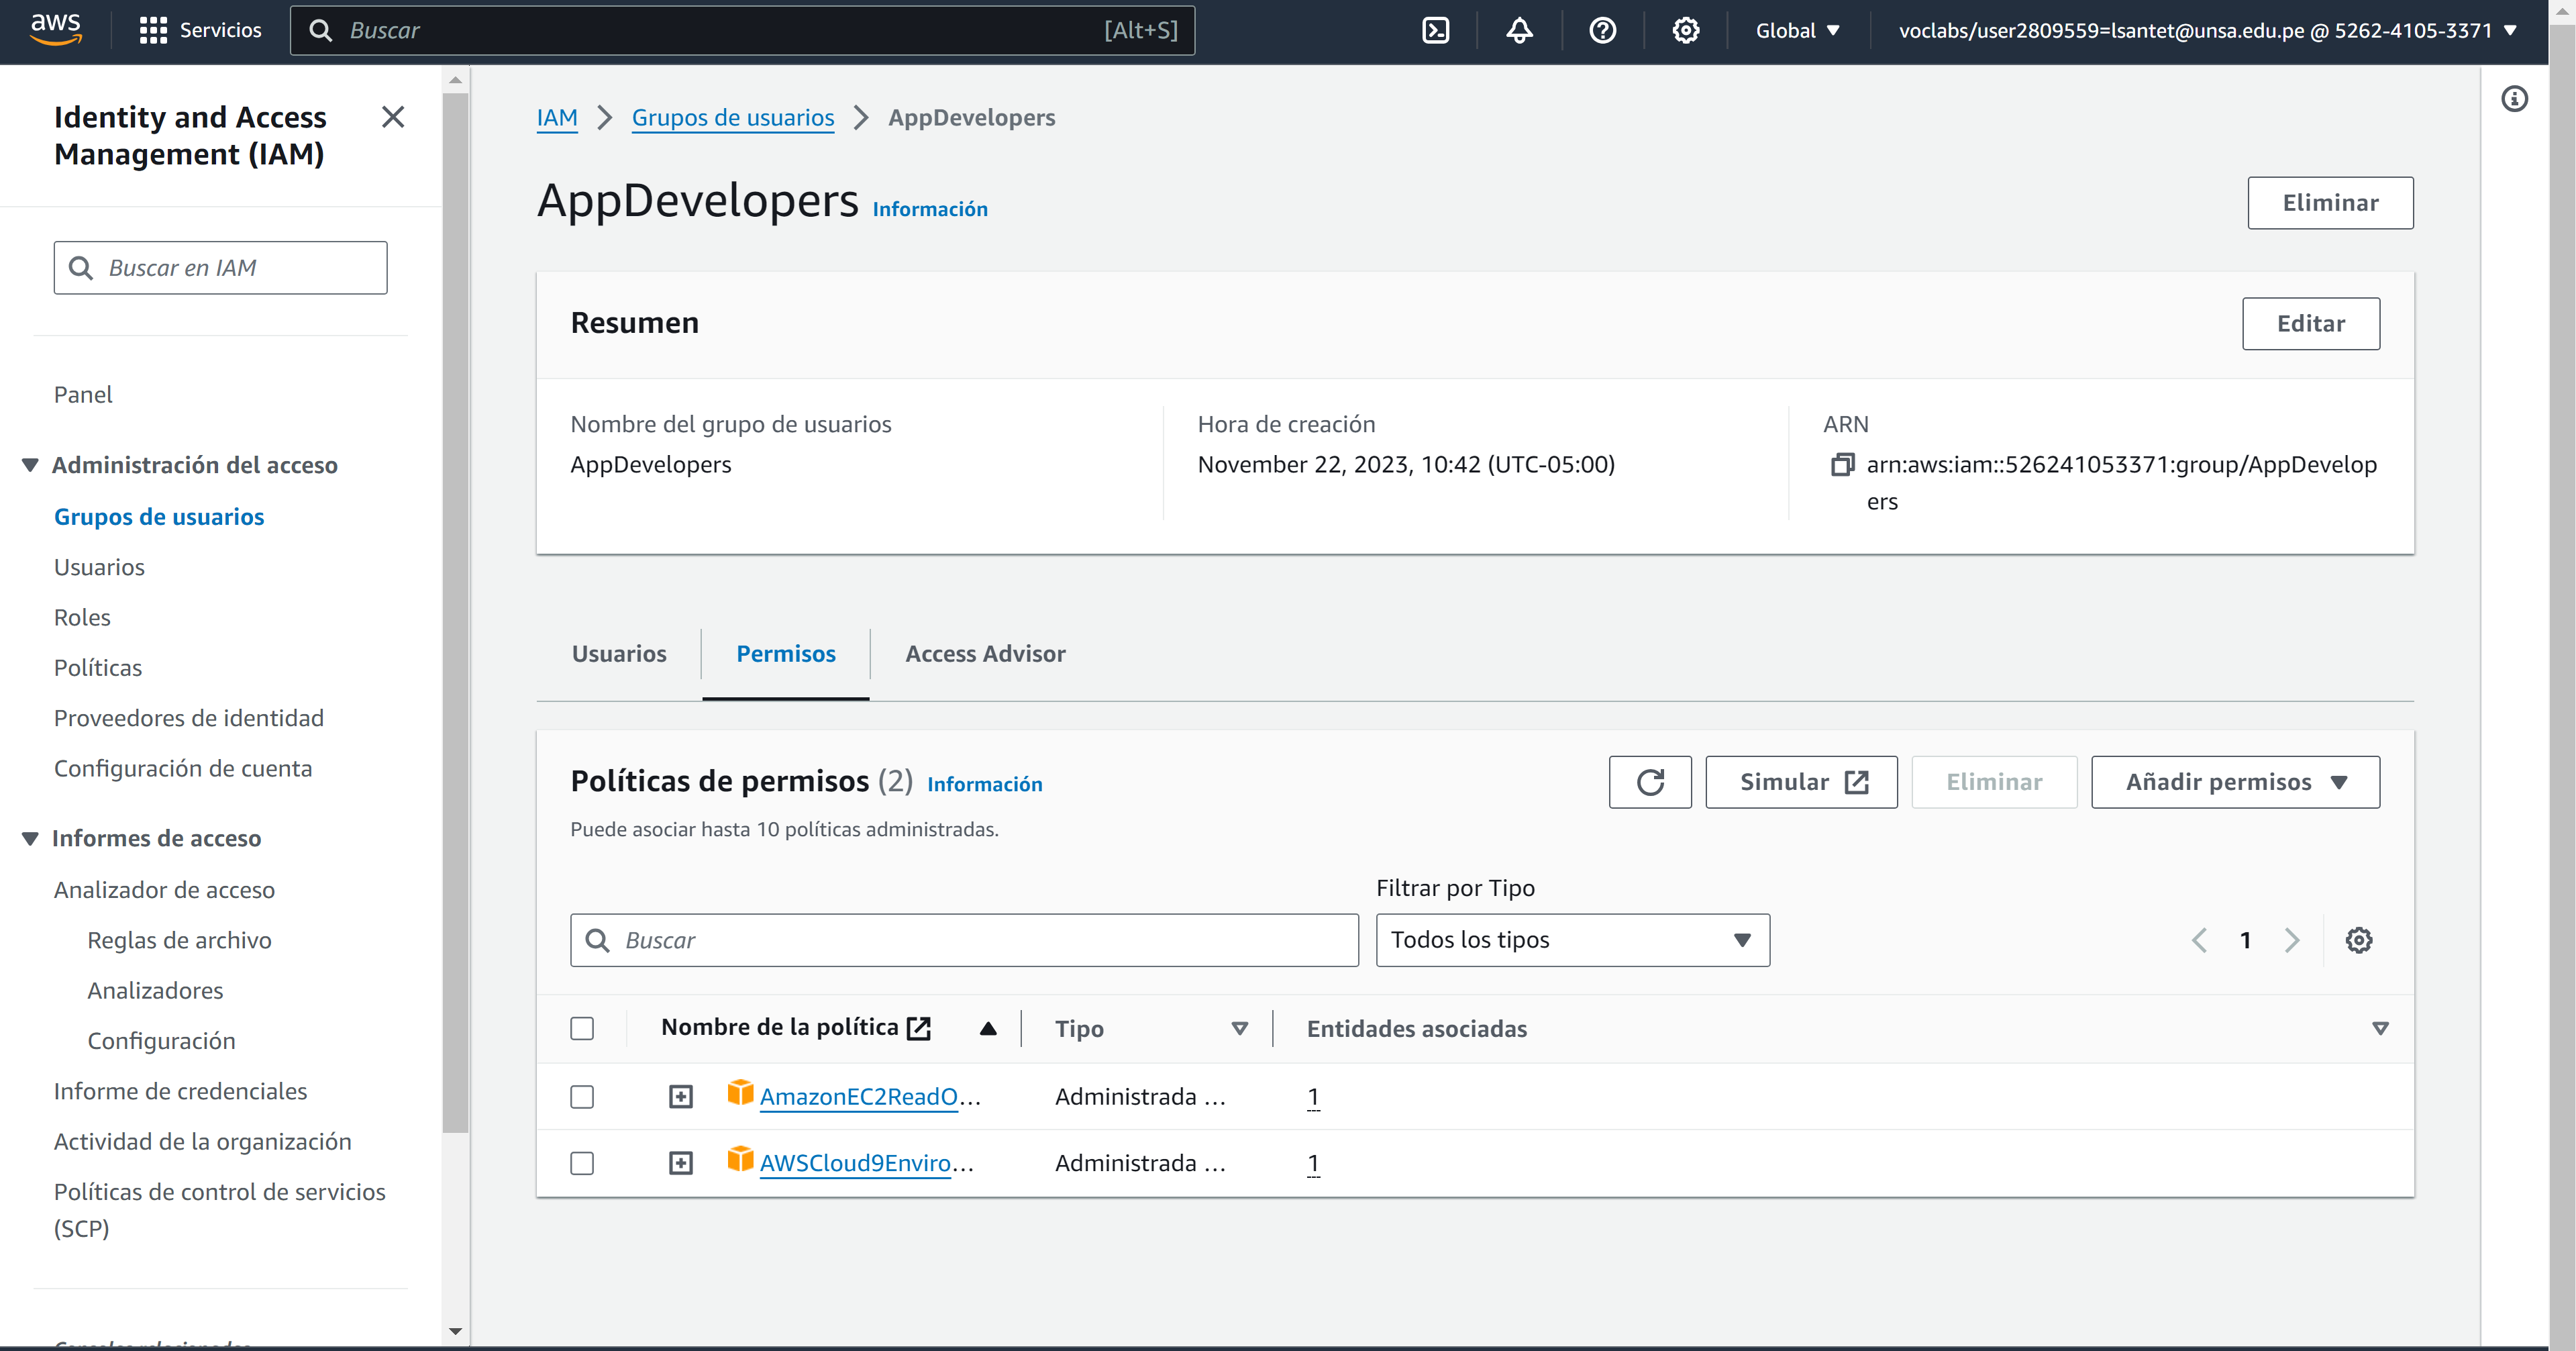 aws
Servicios
Buscar
[Alt+S]
Global
voclabs/user2809559=lsantet@unsa.edu.pe @ 5262-4105-3371
Identity and Access
Management (IAM)
Buscar en IAM
Panel
Administración del acceso
Grupos de usuarios
Usuarios
Roles
Políticas
Proveedores de identidad
Configuración de cuenta
Informes de acceso
Analizador de acceso
Reglas de archivo
Analizadores
Configuración
Informe de credenciales
Actividad de la organización
Políticas de control de servicios
(SCP)
IAM
Grupos de usuarios
AppDevelopers
AppDevelopers
Información
Eliminar
Resumen
Editar
Nombre del grupo de usuarios
AppDevelopers
Hora de creación
November 22, 2023, 10:42 (UTC-05:00)
ARN
arn:aws:iam::526241053371:group/AppDevelop
ers
Usuarios
Permisos
Access Advisor
Políticas de permisos (2)
Información
Simular
Eliminar
Añadir permisos
Puede asociar hasta 10 políticas administradas.
Filtrar por Tipo
Buscar
Todos los tipos
1
Nombre de la política
Tipo
Entidades asociadas
AmazonEC2ReadO...
Administrada ...
1
AWSCloud9Enviro...
Administrada ...
1